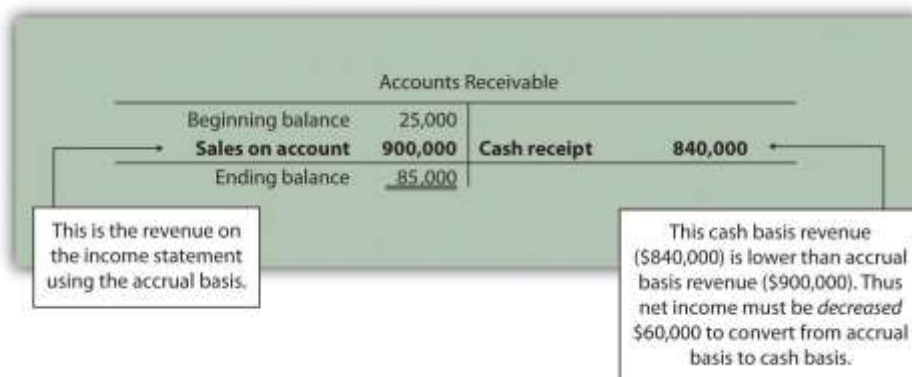 Accounts Receivable
Beginning balance 25,000
Sales on account 900,000 Cash receipt 840,000
Ending balance 85,000
This is the revenue on
the income statement
using the accrual basis.
This cash basis revenue
($840,000) is lower than accrual
basis revenue ($900,000). Thus
net income must be decreased
$60,000 to convert from accrual
basis to cash basis.